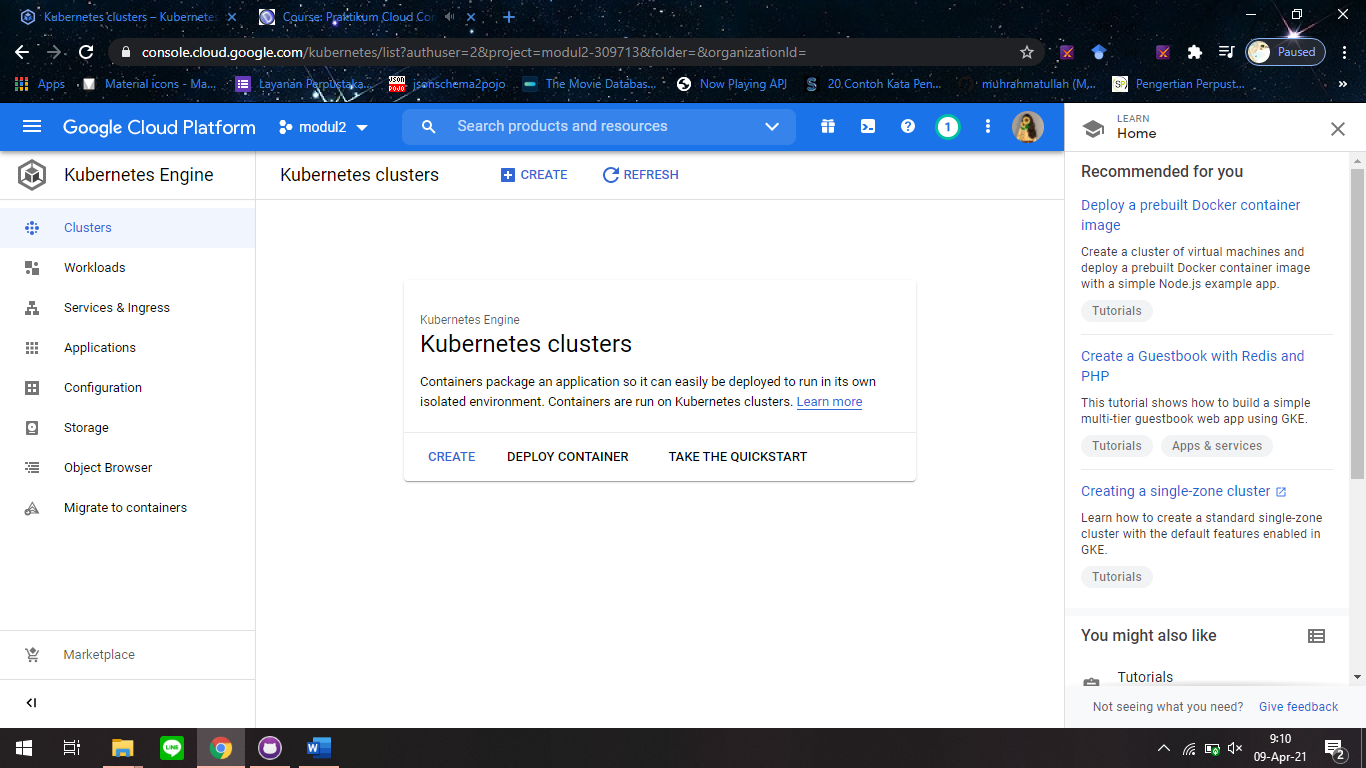 Kubernetes clusters – Kubernetes
Course: Praktikum Cloud Co
console.cloud.google.com/kubernetes/list?authuser=2&project=modul2-309713&folder=&organizationId=
Paused
Apps
Material icons - Ma...
Layanan Perpustaka...
jsonschema2pojo
The Movie Databas...
Now Playing API
20 Contoh Kata Pen...
muhrahmatullah (M...
Pengertian Perpust...
Google Cloud Platform
modul2
Search products and resources
1
LEARN
Home
Kubernetes Engine
Kubernetes clusters
CREATE
REFRESH
Clusters
Workloads
Services & Ingress
Applications
Configuration
Storage
Object Browser
Migrate to containers
Marketplace
Kubernetes Engine
Kubernetes clusters
Containers package an application so it can easily be deployed to run in its own
isolated environment. Containers are run on Kubernetes clusters. Learn more
CREATE
DEPLOY CONTAINER
TAKE THE QUICKSTART
Recommended for you
Deploy a prebuilt Docker container
image
Create a cluster of virtual machines and
deploy a prebuilt Docker container image
with a simple Node.js example app.
Tutorials
Create a Guestbook with Redis and
PHP
This tutorial shows how to build a simple
multi-tier guestbook web app using GKE.
Tutorials
Apps & services
Creating a single-zone cluster
Learn how to create a standard single-zone
cluster with the default features enabled in
GKE.
Tutorials
You might also like
Tutorials
Not seeing what you need?
Give feedback
LINE
9:10
09-Apr-21
2